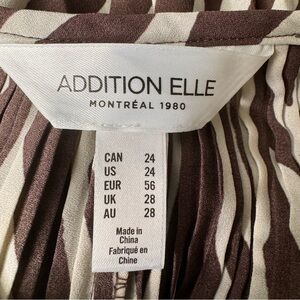 ADDITION ELLE
MONTRÉAL 1980
CAN 24
US 24
EUR 56
UK 28
AU 28
Made in
China
Fabriqué en
Chine